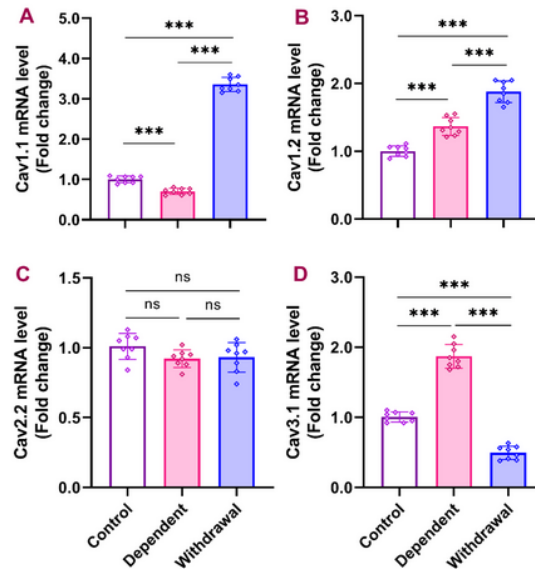 A
Cav1.1 mRNA level
(Fold change)
5.0
4.0
3.0
2.0
1.0
0.0
***
***
***
B
Cav1.2 mRNA level
(Fold change)
3.0
2.0
1.0
0.0
***
***
***
C
Cav2.2 mRNA level
(Fold change)
1.5
1.0
0.5
0.0
ns
ns
ns
Control
Dependent
Withdrawal
D
Cav3.1 mRNA level
(Fold change)
3.0
2.0
1.0
0.0
***
***
***
Control
Dependent
Withdrawal